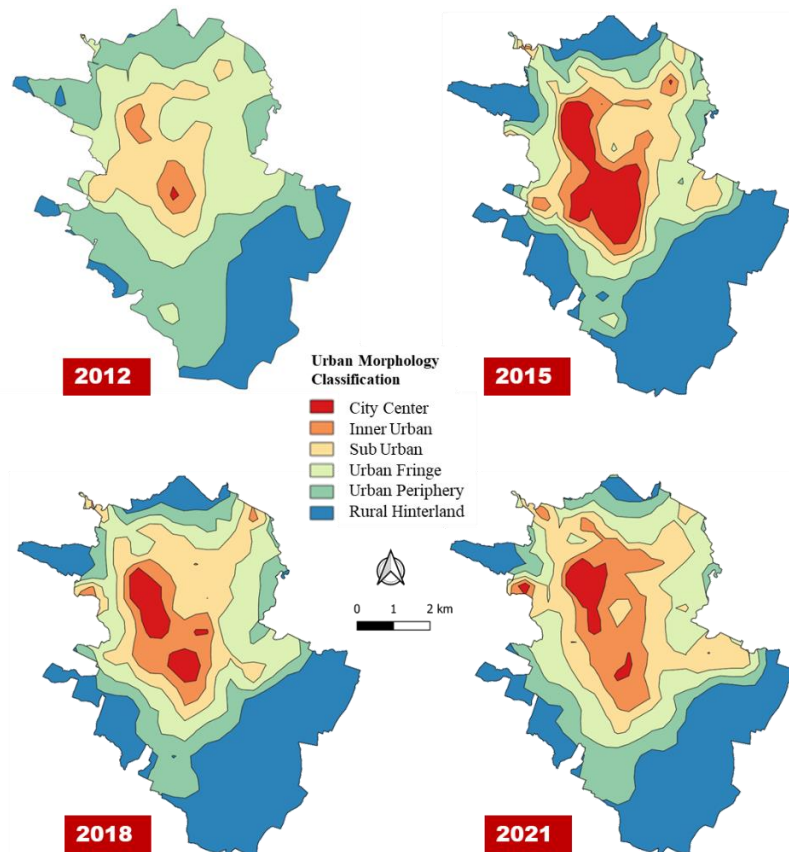 2012
2015
Urban Morphology
Classification
City Center
Inner Urban
Sub Urban
Urban Fringe
Urban Periphery
Rural Hinterland
0 1 2 km
2018
2021